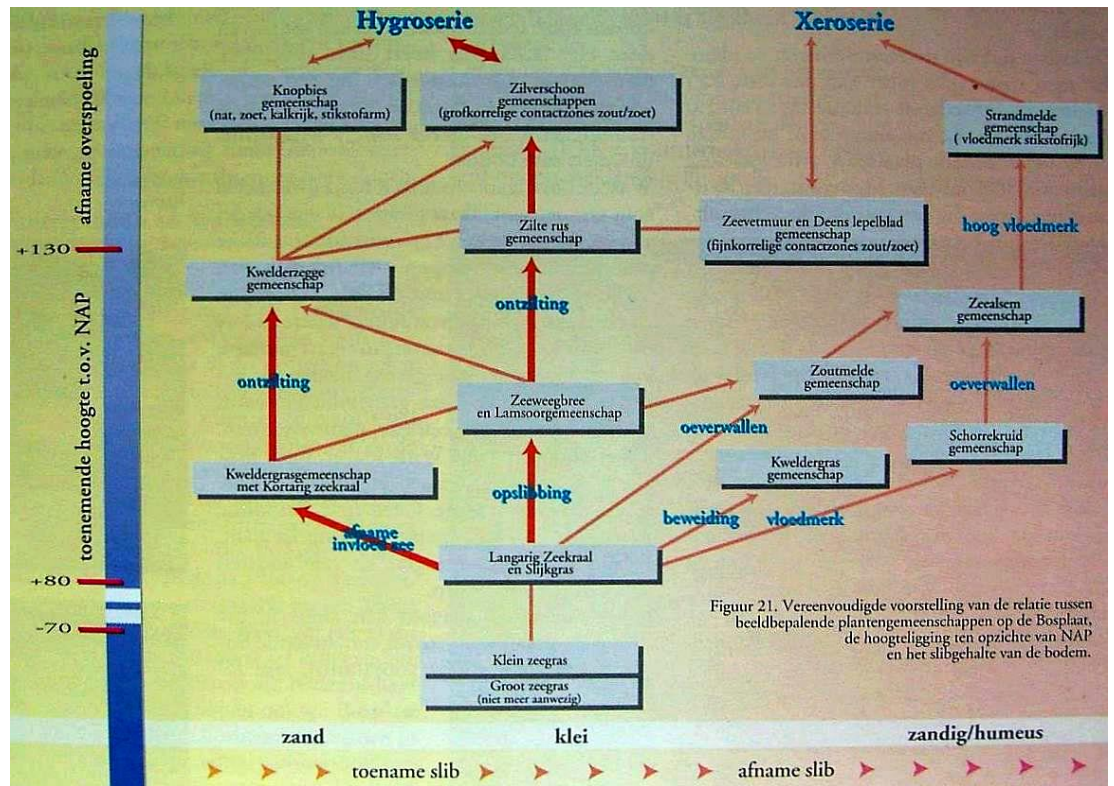 Hygroserie
Xeroserie
Knopbies
gemeenschap
(nat, zoet, kalkrijk, stikstofarm)
Zilverschoon
gemeenschappen
(grofkorrelige contactzones zout/zoet)
Strandmelde
gemeenschap
( vloedmerk stikstofrijk)
afname overspoeling
Zilte rus
gemeenschap
Zeevetmuur en Deens lepelblad
gemeenschap
(fijnkorrelige contactzones zout/zoet)
hoog vloedmerk
+130
Kwelderzegge
gemeenschap
ontzilting
Zeealsem
gemeenschap
toenemende hoogte t.o.v. NAP
ontzilting
Zoutmelde
gemeenschap
oeverwallen
Zeeweegbree
en Lamsoorgemeenschap
oeverwallen
Schorrekruid
gemeenschap
Kweldergrasgemeenschap
met Kortarig zeekraal
Kweldergras
gemeenschap
opslibbing
beweiding
vloedmerk
afname
invloed zee
Langarig Zeekraal
en Slijkgras
+80
-70
Figuur 21. Vereenvoudigde voorstelling van de relatie tussen
beeldbepalende plantengemeenschappen op de Bosplaat,
de hoogteligging ten opzichte van NAP
en het slibgehalte van de bodem.
Klein zeegras
Groot zeegras
(niet meer aanwezig)
zand
klei
zandig/humeus
toename slib
afname slib